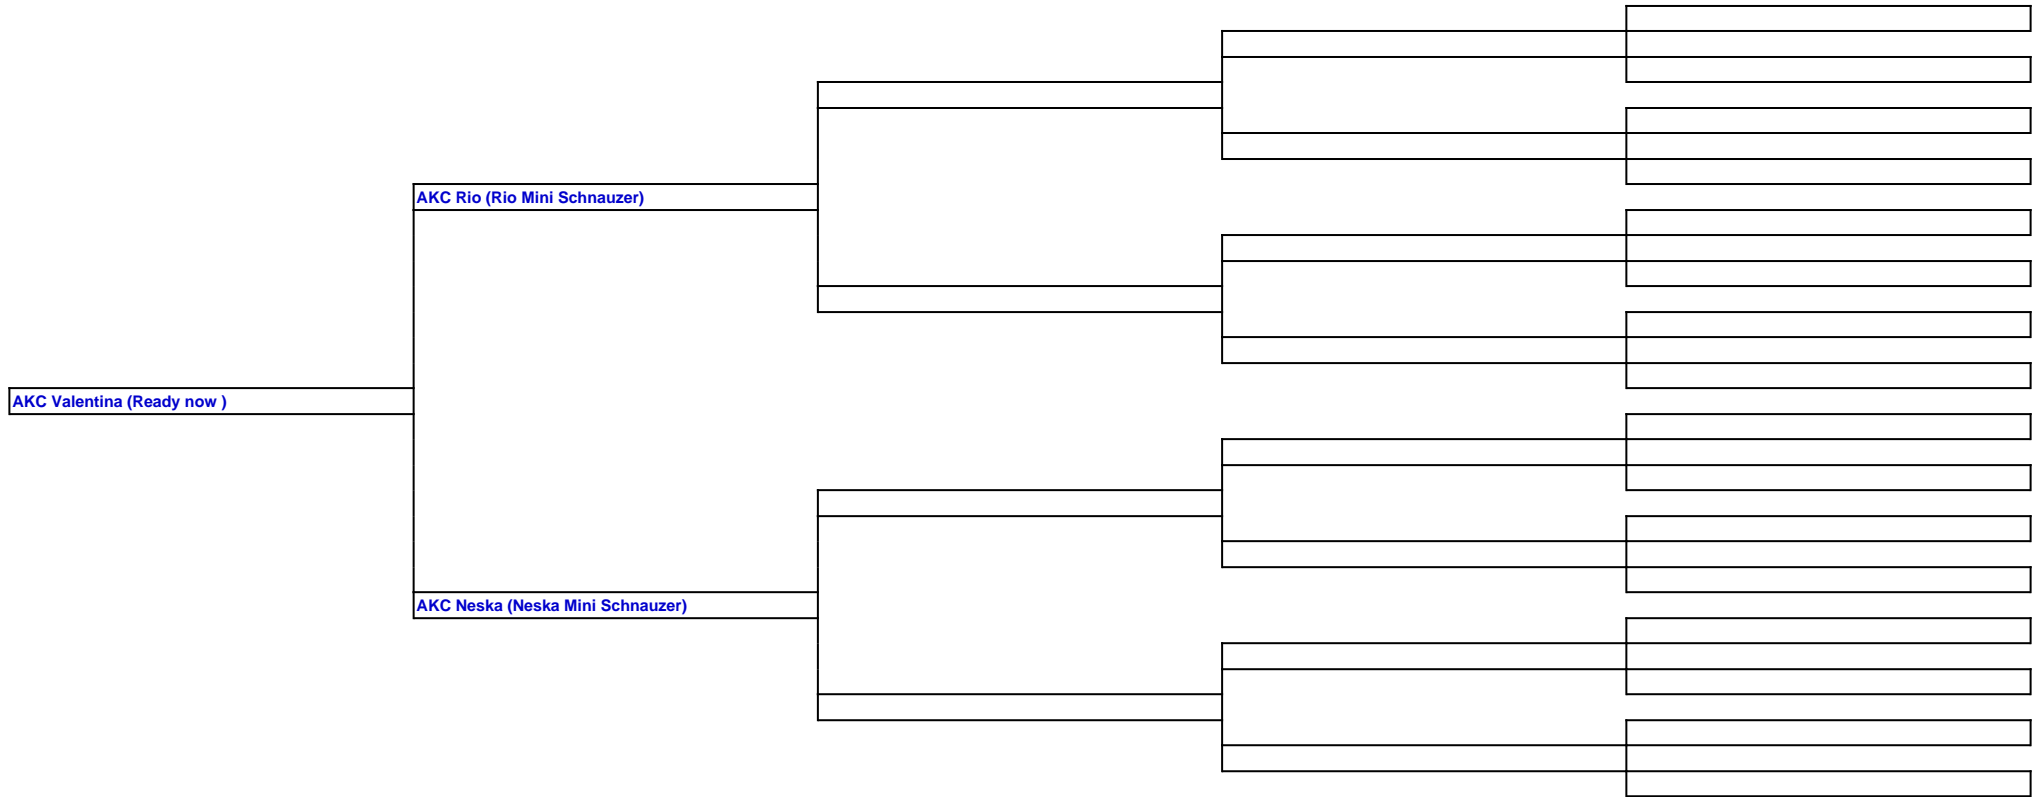 AKC Rio (Rio Mini Schnauzer)
AKC Valentina (Ready now )
AKC Neska (Neska Mini Schnauzer)